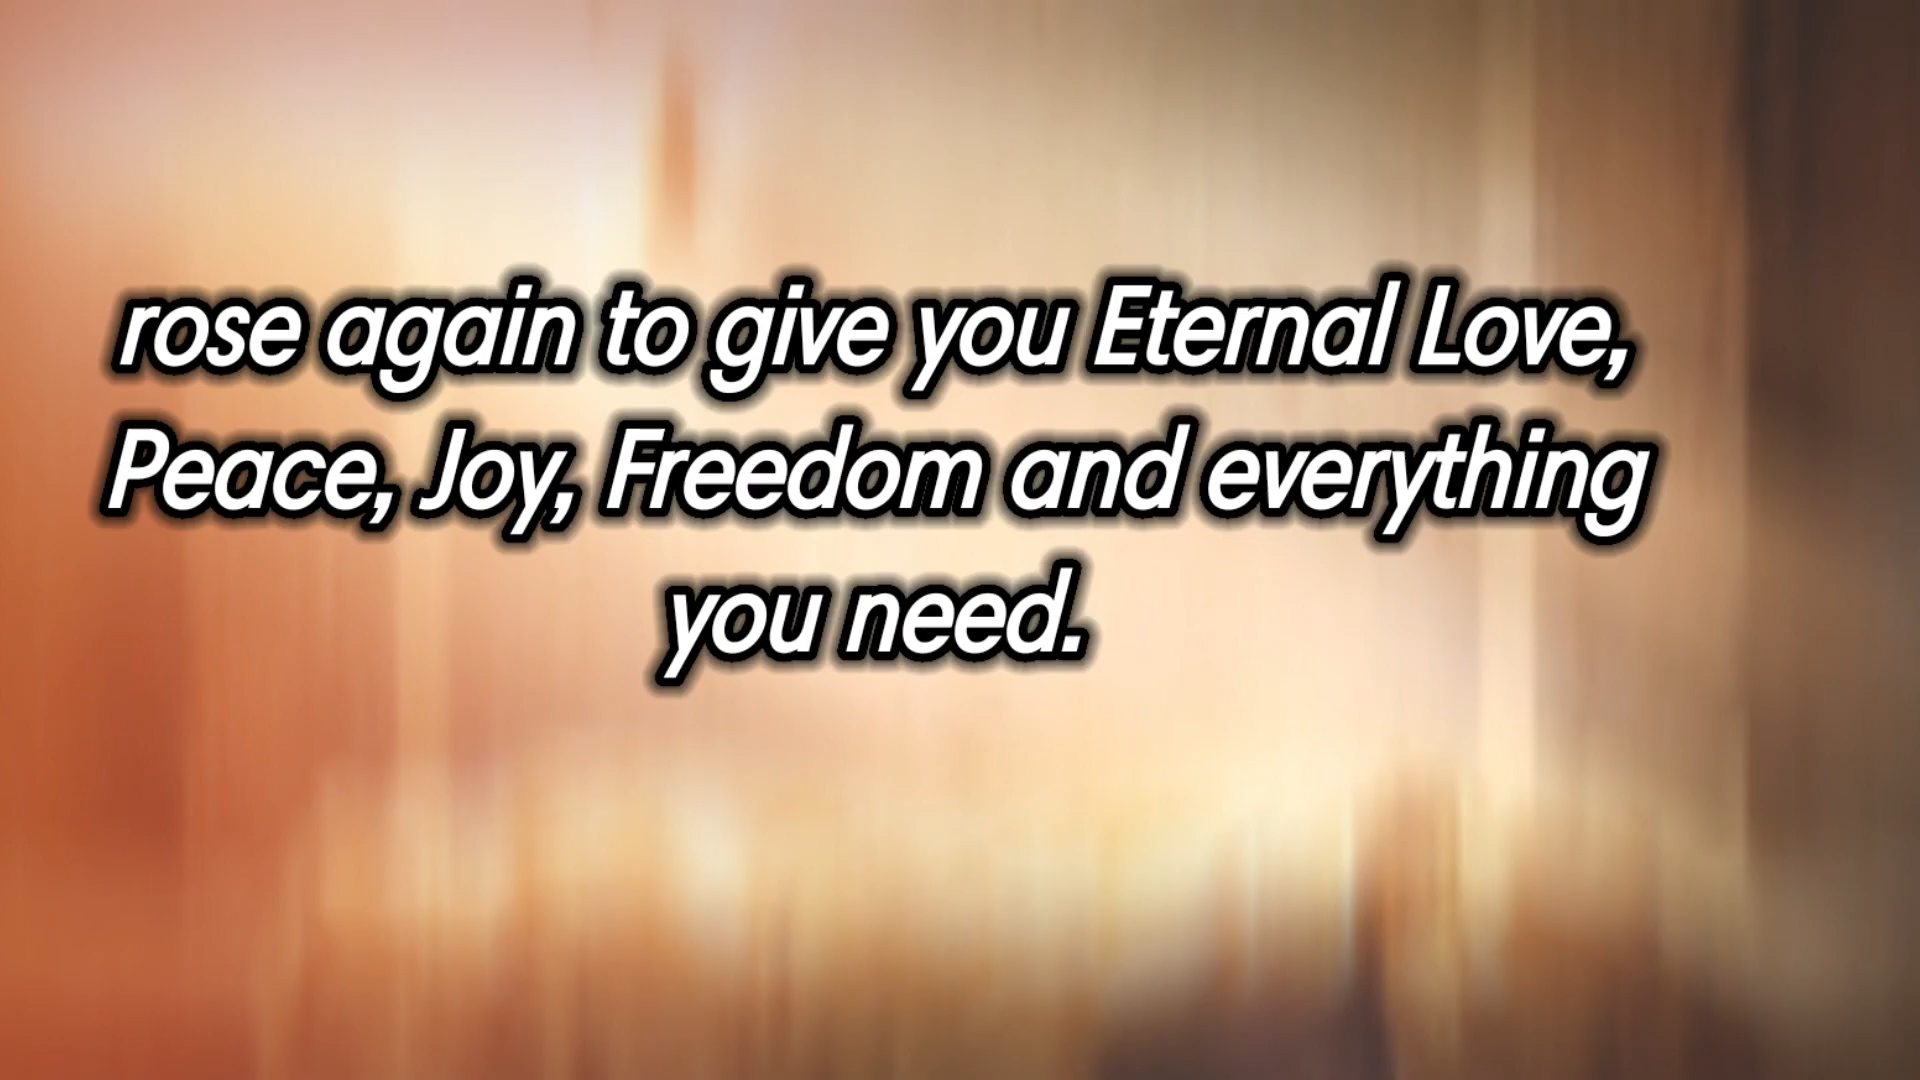 rose again to give you Eternal Love,
Peace, Joy, Freedom and everything
you need.